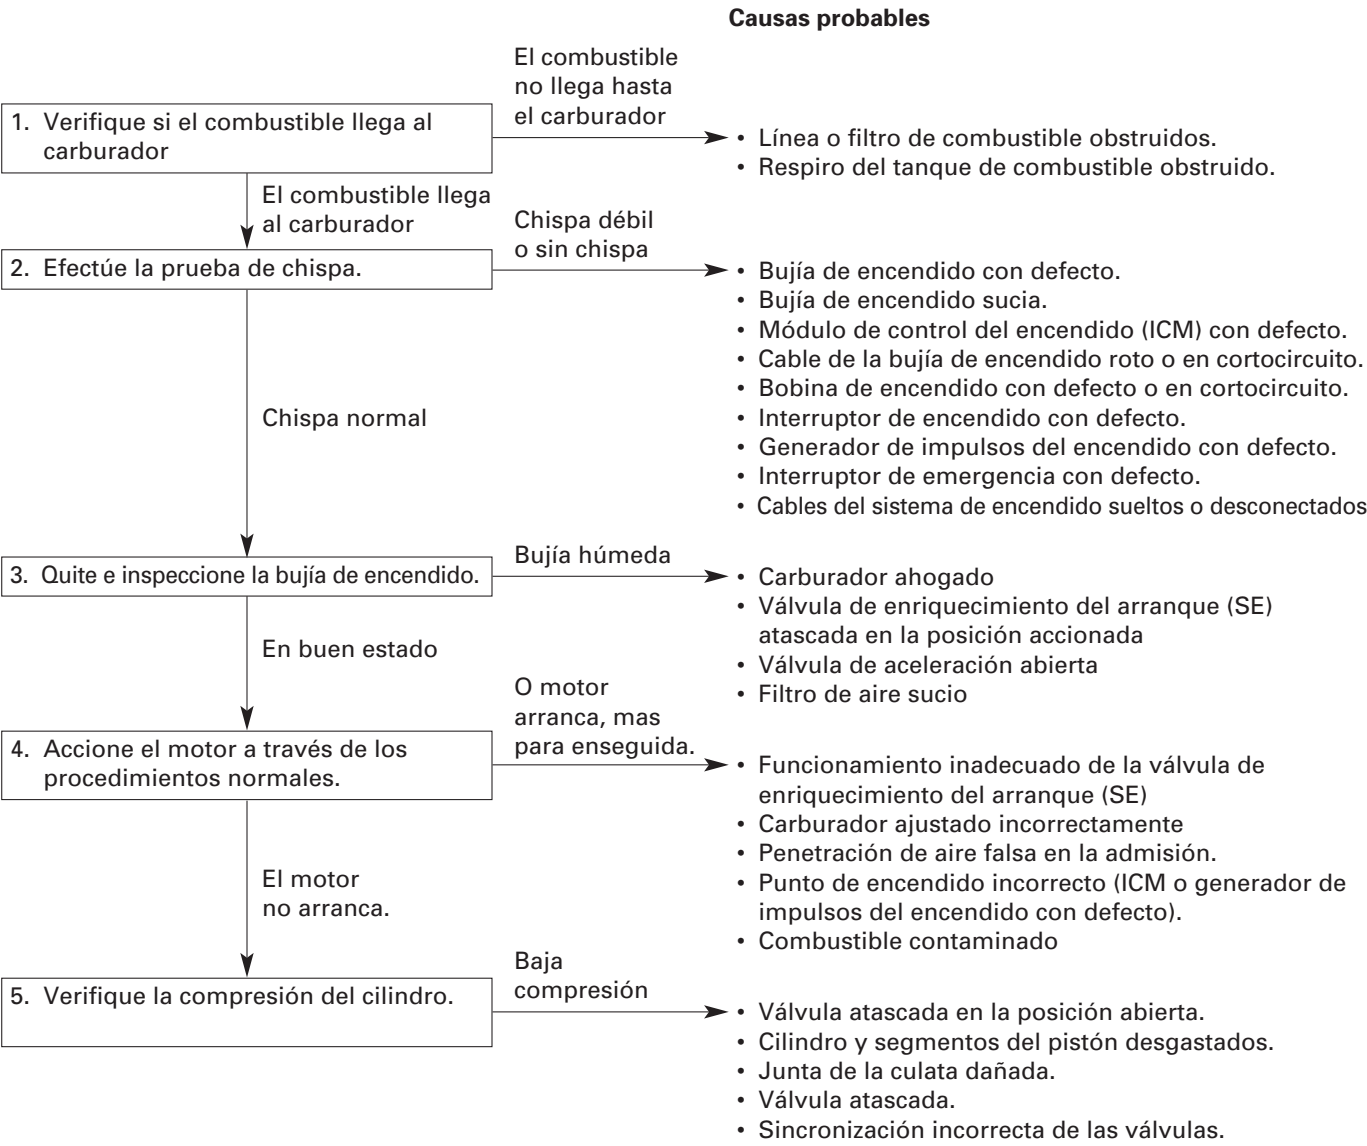 Causas probables
El combustible
no llega hasta
el carburador
1. Verifique si el combustible llega al
carburador
• Línea o filtro de combustible obstruidos.
• Respiro del tanque de combustible obstruido.
El combustible llega
al carburador
Chispa débil
o sin chispa
2. Efectúe la prueba de chispa.
• Bujía de encendido con defecto.
• Bujía de encendido sucia.
• Módulo de control del encendido (ICM) con defecto.
• Cable de la bujía de encendido roto o en cortocircuito.
• Bobina de encendido con defecto o en cortocircuito.
• Interruptor de encendido con defecto.
• Generador de impulsos del encendido con defecto.
• Interruptor de emergencia con defecto.
• Cables del sistema de encendido sueltos o desconectados
Chispa normal
Bujía húmeda
3. Quite e inspeccione la bujía de encendido.
• Carburador ahogado
• Válvula de enriquecimiento del arranque (SE)
atascada en la posición accionada
• Válvula de aceleración abierta
• Filtro de aire sucio
En buen estado
O motor
arranca, mas
para enseguida.
4. Accione el motor a través de los
procedimientos normales.
• Funcionamiento inadecuado de la válvula de
enriquecimiento del arranque (SE)
• Carburador ajustado incorrectamente
• Penetración de aire falsa en la admisión.
• Punto de encendido incorrecto (ICM o generador de
impulsos del encendido con defecto).
• Combustible contaminado
El motor
no arranca.
Baja
compresión
5. Verifique la compresión del cilindro.
• Válvula atascada en la posición abierta.
• Cilindro y segmentos del pistón desgastados.
• Junta de la culata dañada.
• Válvula atascada.
• Sincronización incorrecta de las válvulas.